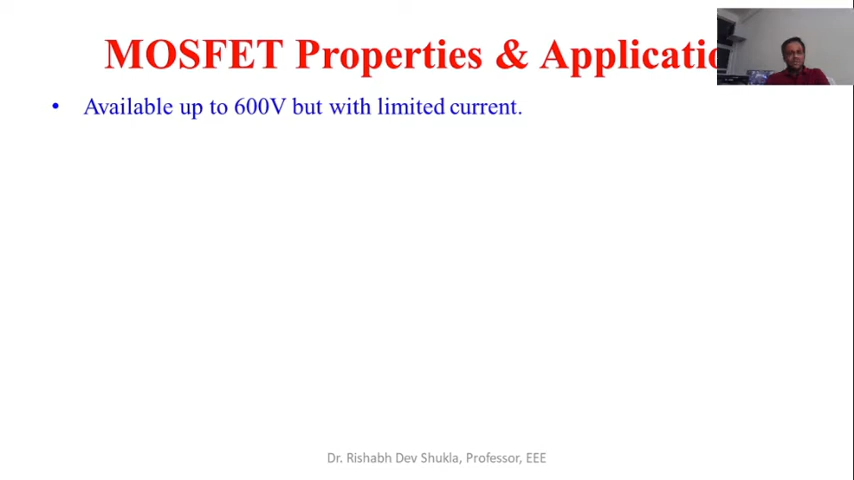 MOSFET Properties & Applicatio
• Available up to 600V but with limited current.
Dr. Rishabh Dev Shukla, Professor, EEE